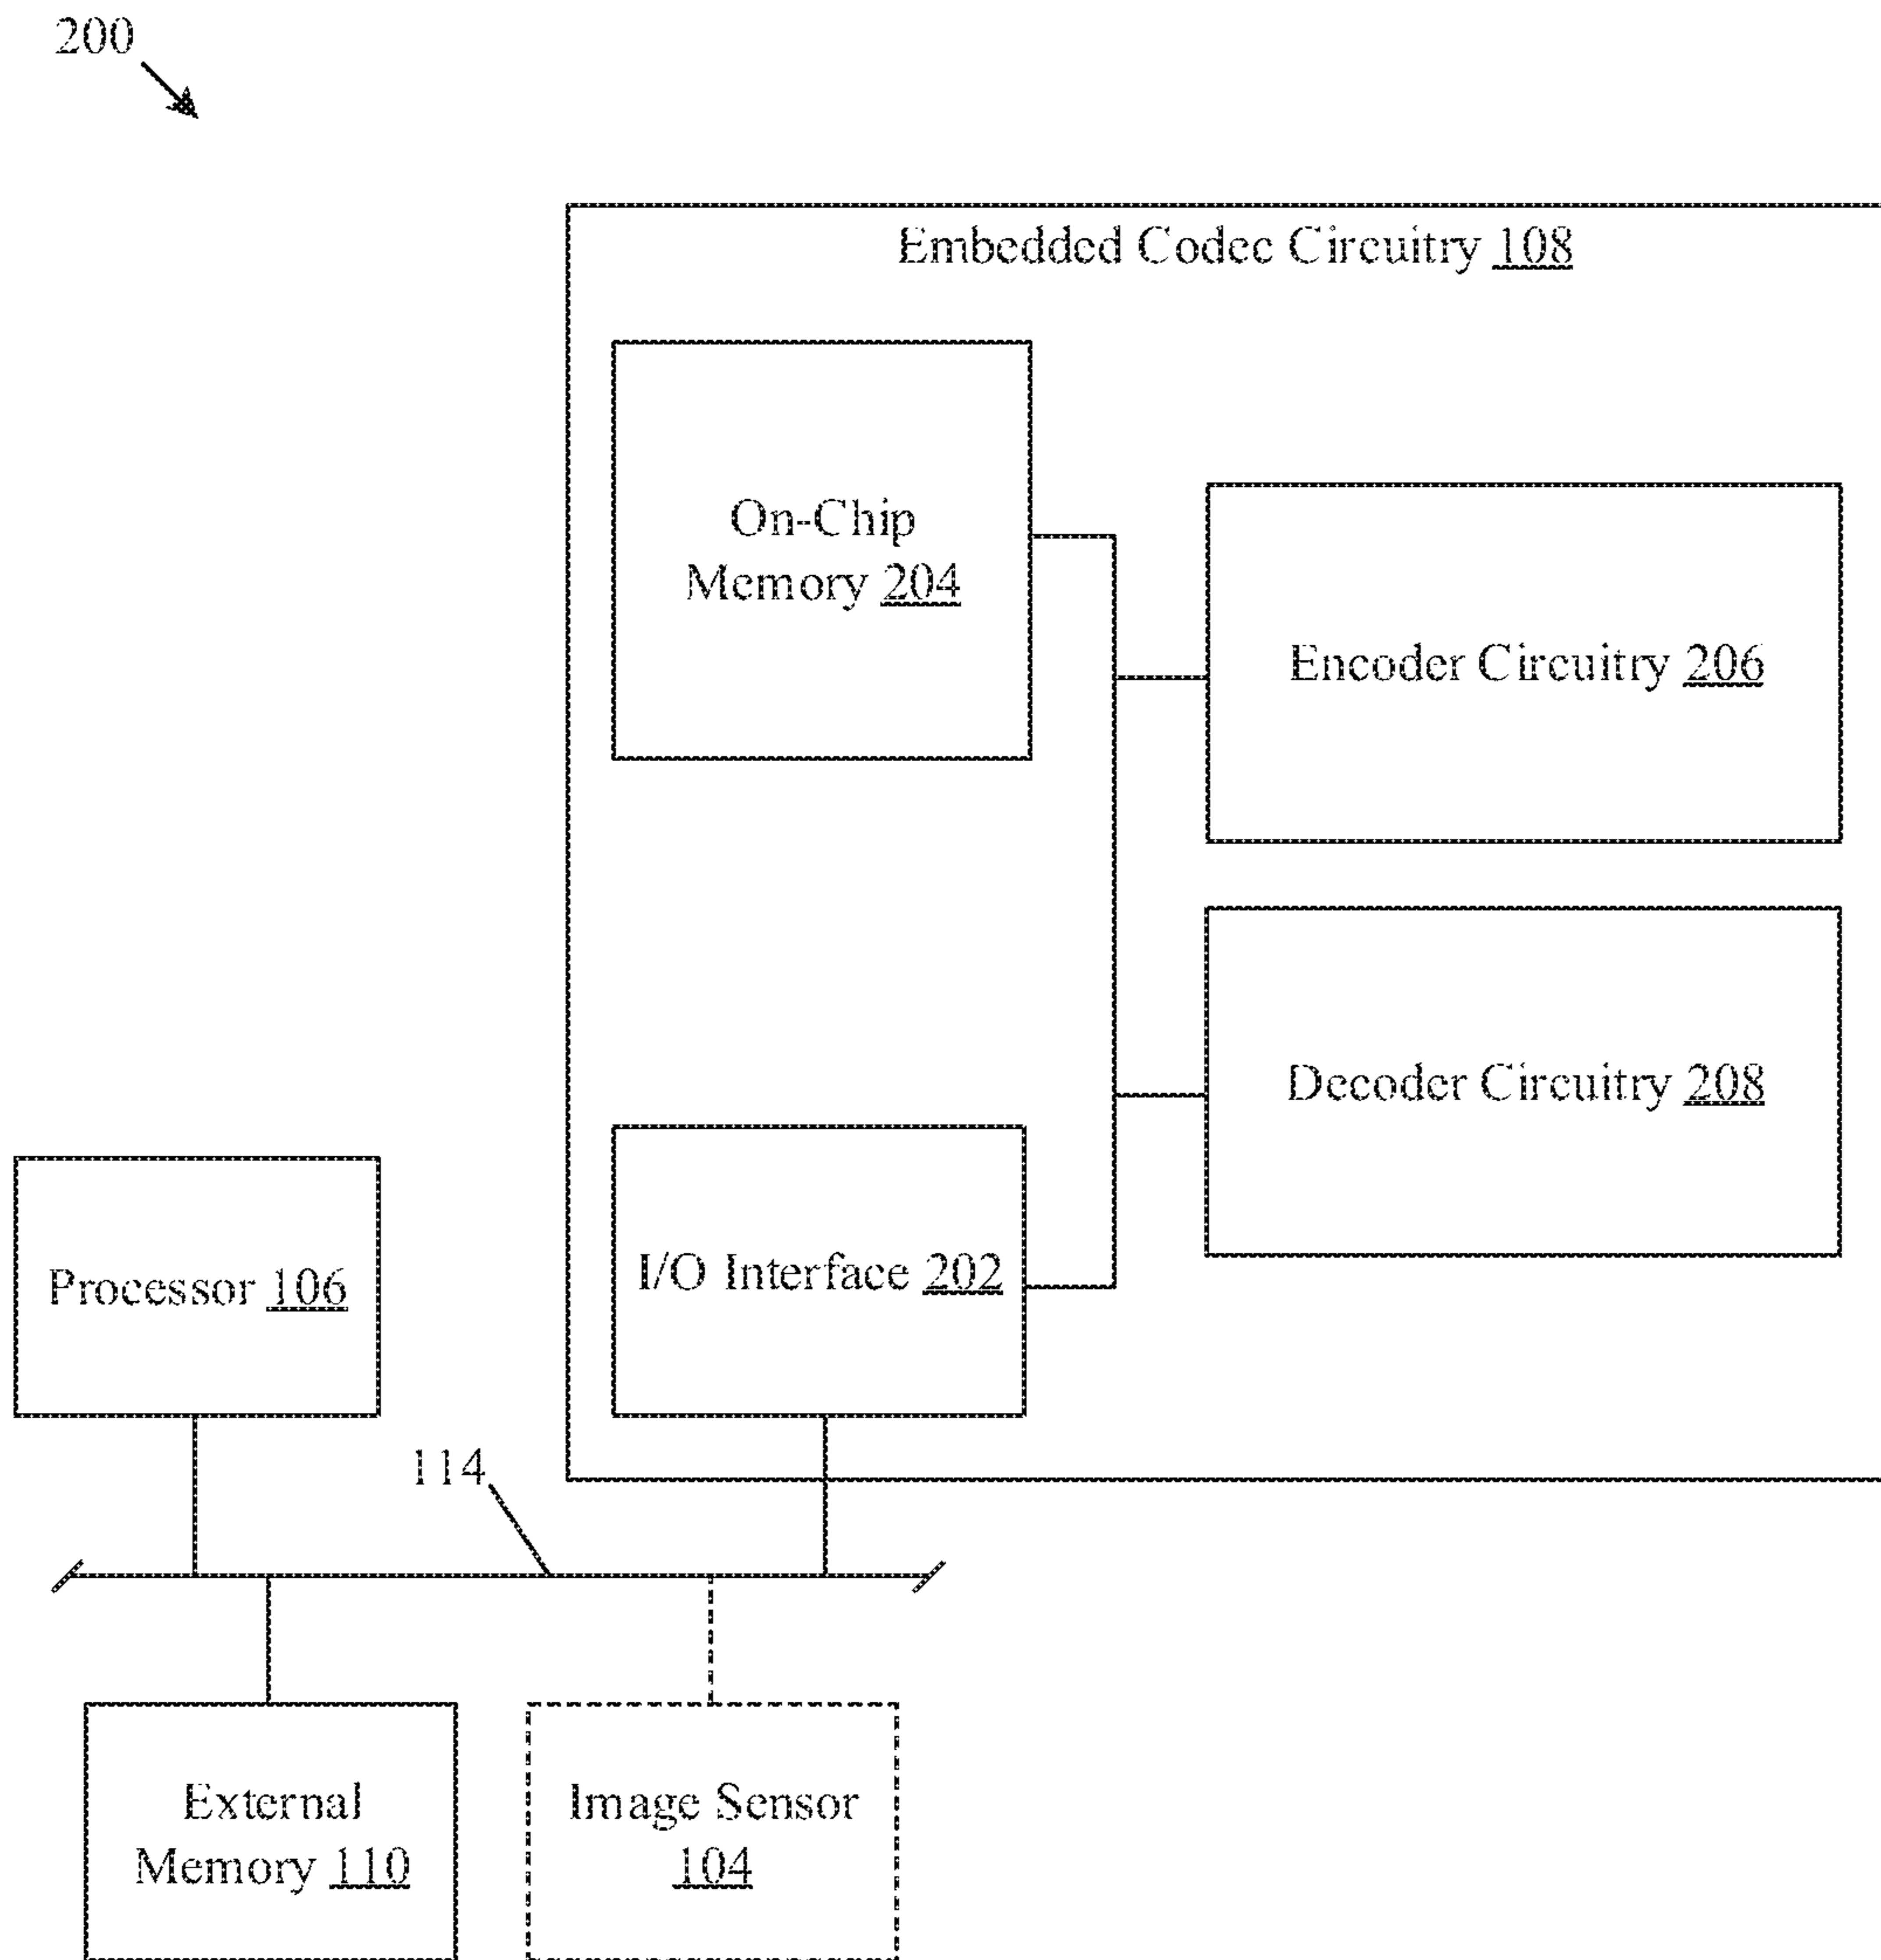 200
Embedded Codec Circuitry 108
On-Chip
Memory 204
Encoder Circuitry 206
Decoder Circuitry 208
I/O Interface 202
Processor 106
114
External
Memory 110
Image Sensor
104